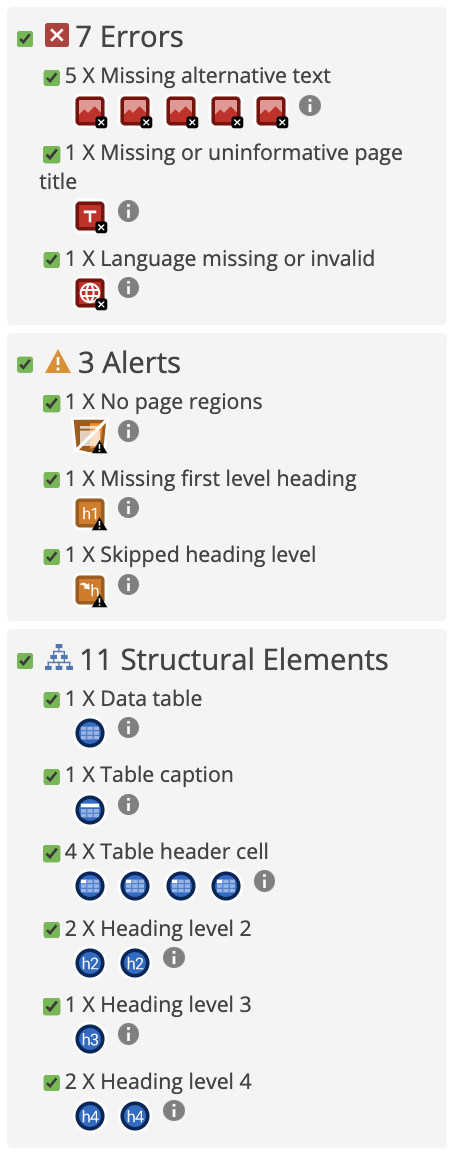 7 Errors
5 X Missing alternative text
1 X Missing or uninformative page
title
T
1 X Language missing or invalid
3 Alerts
1 X No page regions
1 X Missing first level heading
h1
1 X Skipped heading level
h
11 Structural Elements
1 X Data table
1 X Table caption
4 X Table header cell
2 X Heading level 2
h2 h2
1 X Heading level 3
h3
2 X Heading level 4
h4 h4